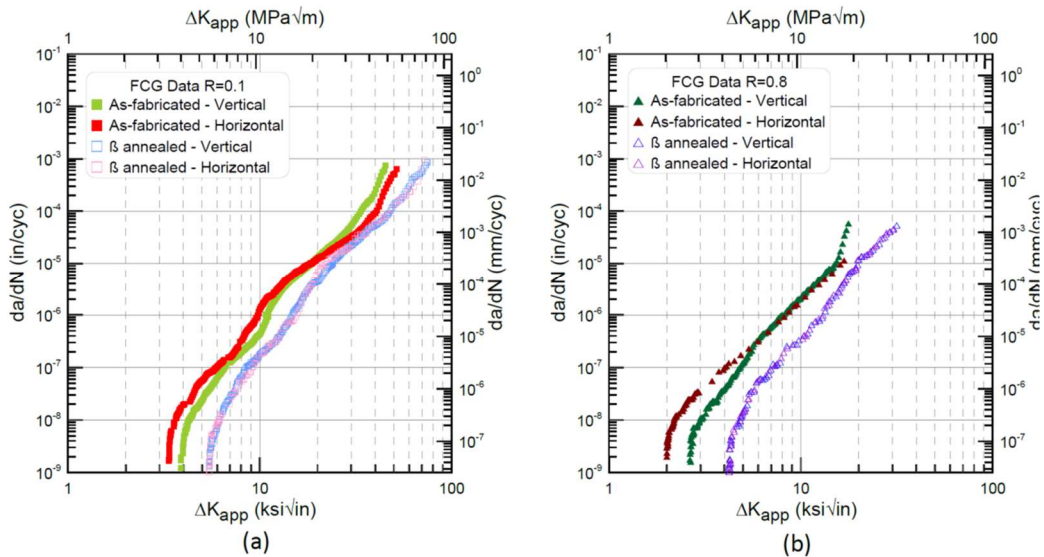 ΔKapp (MPa√m)
10 100
10⁻¹
10⁻²
10⁻³
10⁻⁴
10⁻⁵
10⁻⁶
10⁻⁷
10⁻⁸
10⁻⁹
da/dN (in/cyc)
FCG Data R=0.1
As-fabricated - Vertical
As-fabricated - Horizontal
ß annealed - Vertical
ß annealed - Horizontal
10⁰
10⁻¹
10⁻²
10⁻³
10⁻⁴
10⁻⁵
10⁻⁶
10⁻⁷
da/dN (mm/cyc)
1 10 100
ΔKapp (ksi√in)
(a)
ΔKapp (MPa√m)
10 100
10⁻¹
10⁻²
10⁻³
10⁻⁴
10⁻⁵
10⁻⁶
10⁻⁷
10⁻⁸
10⁻⁹
da/dN (in/cyc)
FCG Data R=0.8
As-fabricated - Vertical
As-fabricated - Horizontal
ß annealed - Vertical
ß annealed - Horizontal
10⁰
10⁻¹
10⁻²
10⁻³
10⁻⁴
10⁻⁵
10⁻⁶
10⁻⁷
da/dN (mm/cyc)
1 10 100
ΔKapp (ksi√in)
(b)